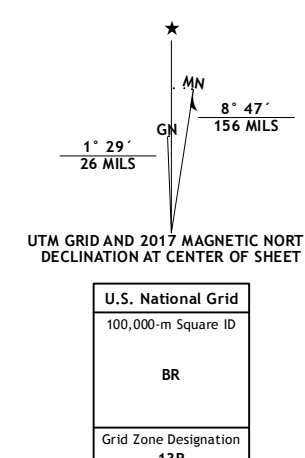 ★
MN
GN
8° 47´
156 MILS
1° 29´
26 MILS
UTM GRID AND 2017 MAGNETIC NORT
DECLINATION AT CENTER OF SHEET
U.S. National Grid
100,000-m Square ID
BR
Grid Zone Designation